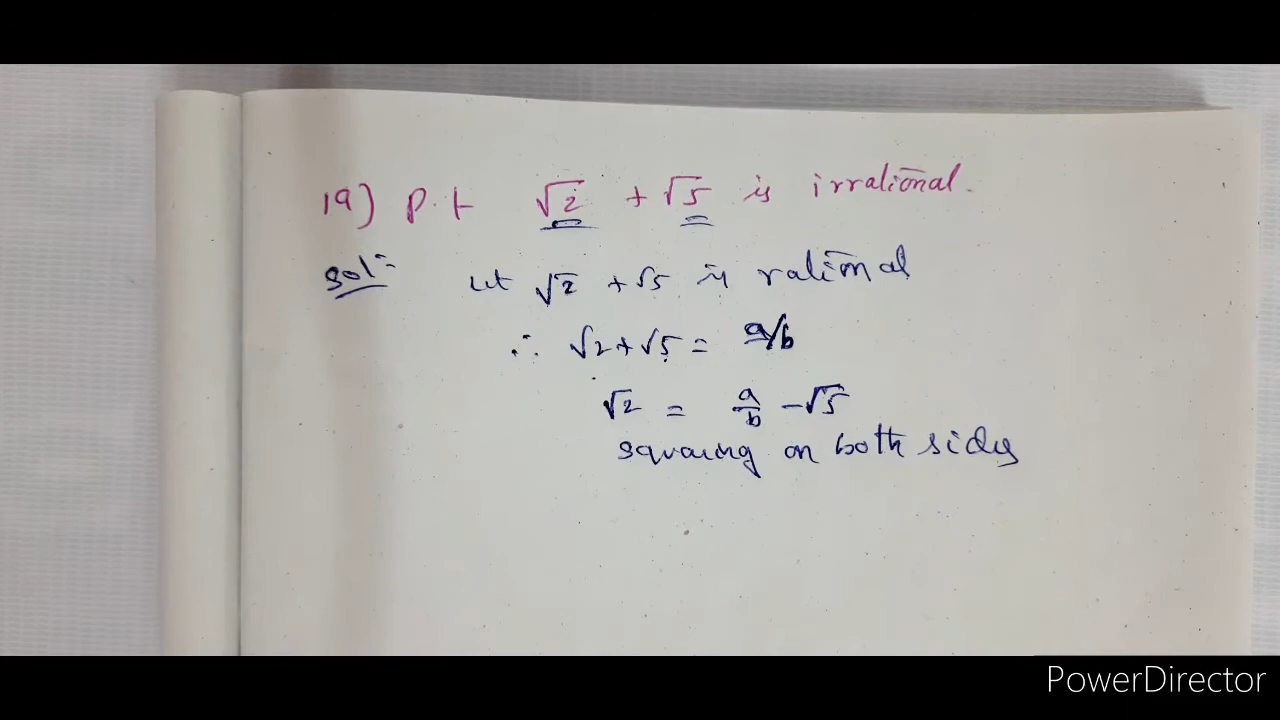 19) P.t √2 + √5 is irrational.
Sol:- Let √2 + √5 is rational
∴ √2 + √5 = a/b
√2 = a/b - √5
squaring on both sides
PowerDirector